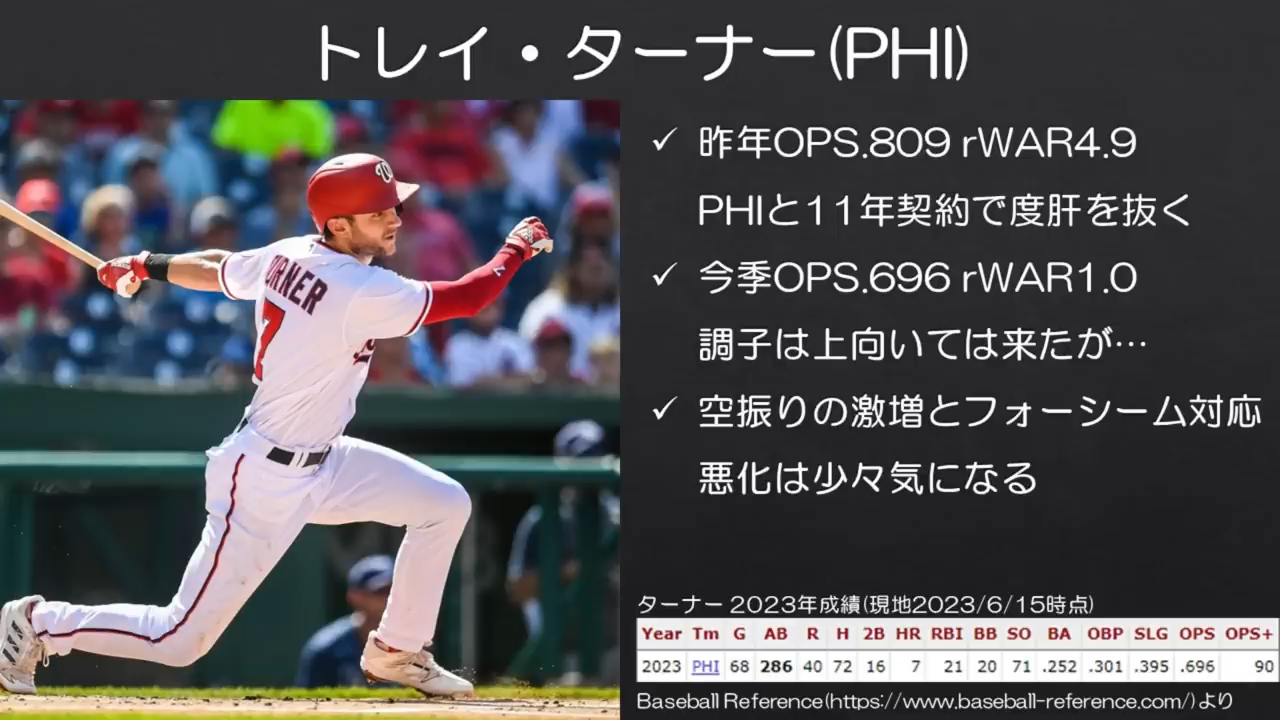 トレイ・ターナー(PHI)
✓ 昨年OPS.809 rWAR4.9
PHIと11年契約で度肝を抜く
✓ 今季OPS.696 rWAR1.0
調子は上向いては来たが…
✓ 空振りの激増とフォーシーム対応
悪化は少々気になる
W
7
ターナー 2023年成績(現地2023/6/15時点)
Year Tm G AB R H 2B HR RBI BB SO BA OBP SLG OPS OPS+
2023 PHI 68 286 40 72 16 7 21 20 71 .252 .301 .395 .696 90
Baseball Reference(https://www.baseball-reference.com/)より